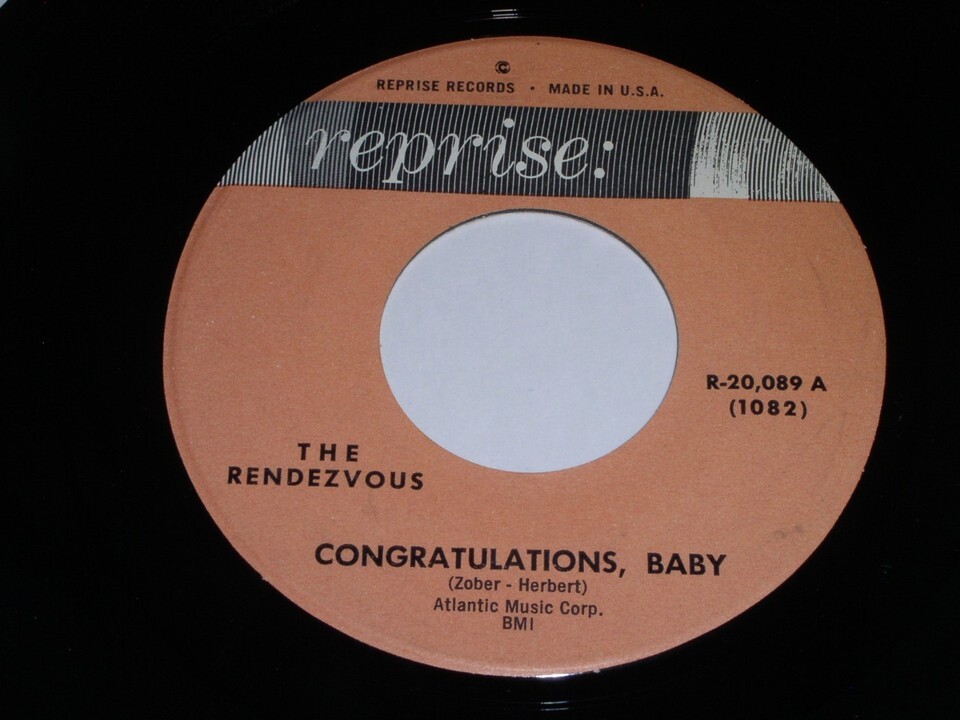 REPRISE RECORDS • MADE IN U.S.A.
reprise:
R-20,089 A
(1082)
THE
RENDEZVOUS
CONGRATULATIONS, BABY
(Zober - Herbert)
Atlantic Music Corp.
BMI